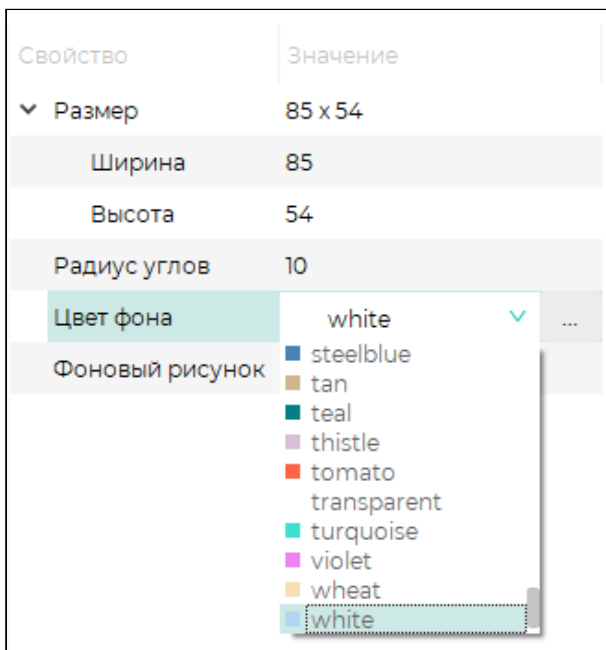 Свойство Значение
Размер 85 x 54
Ширина 85
Высота 54
Радиус углов 10
Цвет фона white ...
Фоновый рисунок
steelblue
tan
teal
thistle
tomato
transparent
turquoise
violet
wheat
white